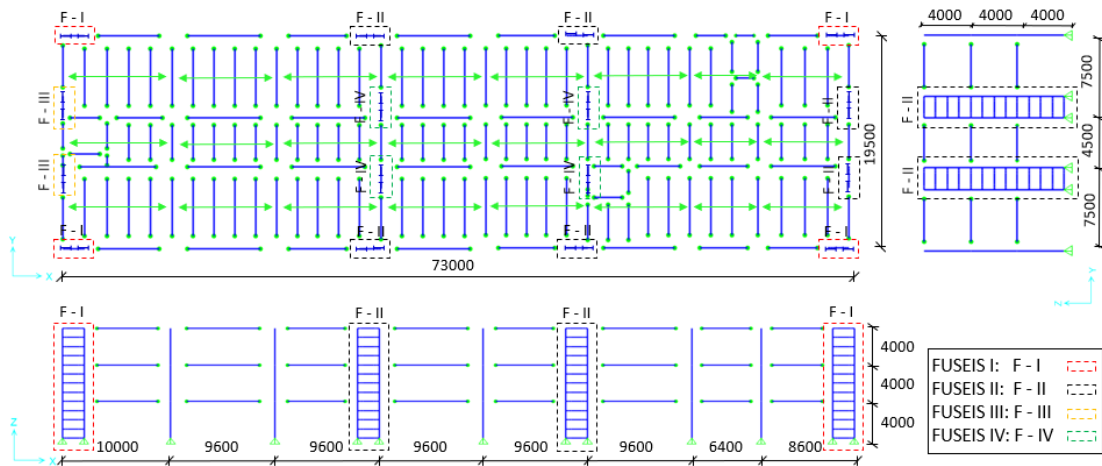 F - I
F - II
F - II
F - I
4000
4000
4000
F - III
F - IV
F - IV
F - II
19500
F - III
F - IV
F - IV
F - II
F - I
F - II
F - II
F - I
73000
Y
X
F - II
F - II
7500
4500
7500
Y
Z
F - I
F - II
F - II
F - I
4000
4000
4000
10000
9600
9600
9600
9600
9600
6400
8600
Z
X
FUSEIS I: F - I
FUSEIS II: F - II
FUSEIS III: F - III
FUSEIS IV: F - IV